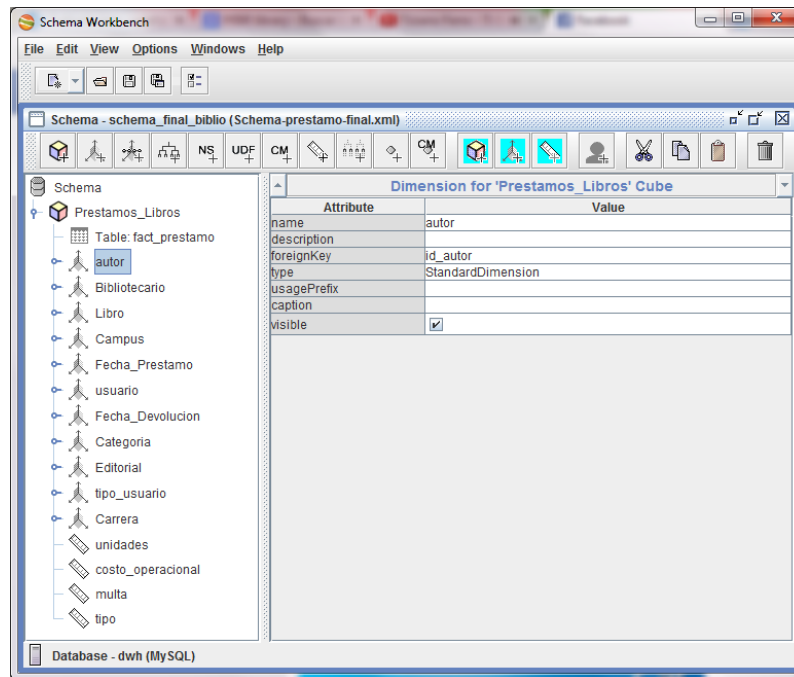 Schema Workbench
File Edit View Options Windows Help
Schema - schema_final_biblio (Schema-prestamo-final.xml)
NS UDF CM CM
Schema
Prestamos_Libros
Table: fact_prestamo
autor
Bibliotecario
Libro
Campus
Fecha_Prestamo
usuario
Fecha_Devolucion
Categoria
Editorial
tipo_usuario
Carrera
unidades
costo_operacional
multa
tipo
Dimension for 'Prestamos_Libros' Cube
Attribute Value
name autor
description
foreignKey id_autor
type StandardDimension
usagePrefix
caption
visible
Database - dwh (MySQL)